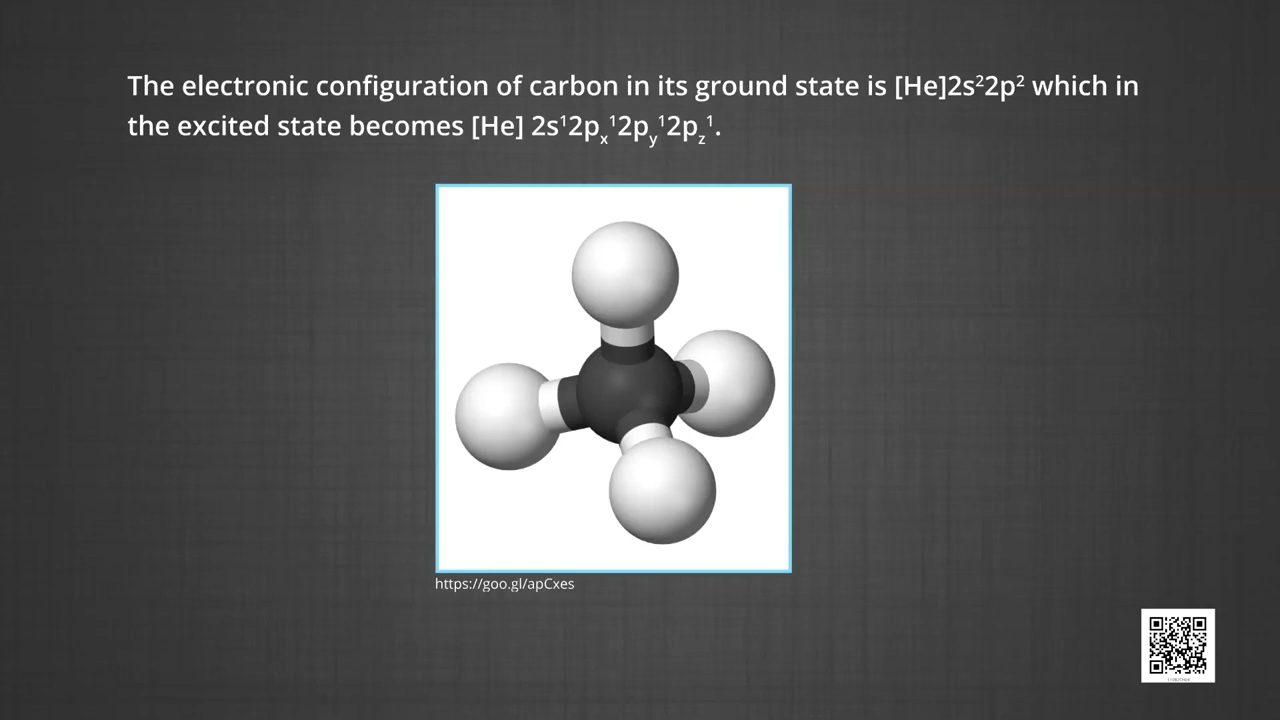 The electronic configuration of carbon in its ground state is [He]2s²2p² which in
the excited state becomes [He] 2s¹2pₓ¹2p_y¹2p_z¹.
https://goo.gl/apCxes